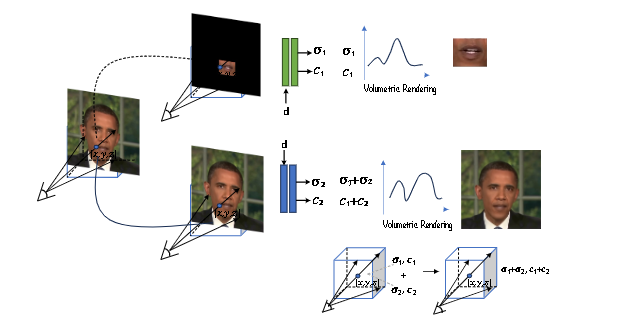 σ₁
σ₁
C₁
C₁
Volumetric Rendering
d
[x,y,z]
d
[x,y,z]
σ₂
σ₁+σ₂
C₂
C₁+C₂
Volumetric Rendering
σ₁, c₁
+
[x,y,z]
σ₂, c₂
[x,y,z]
σ₁+σ₂, c₁+c₂